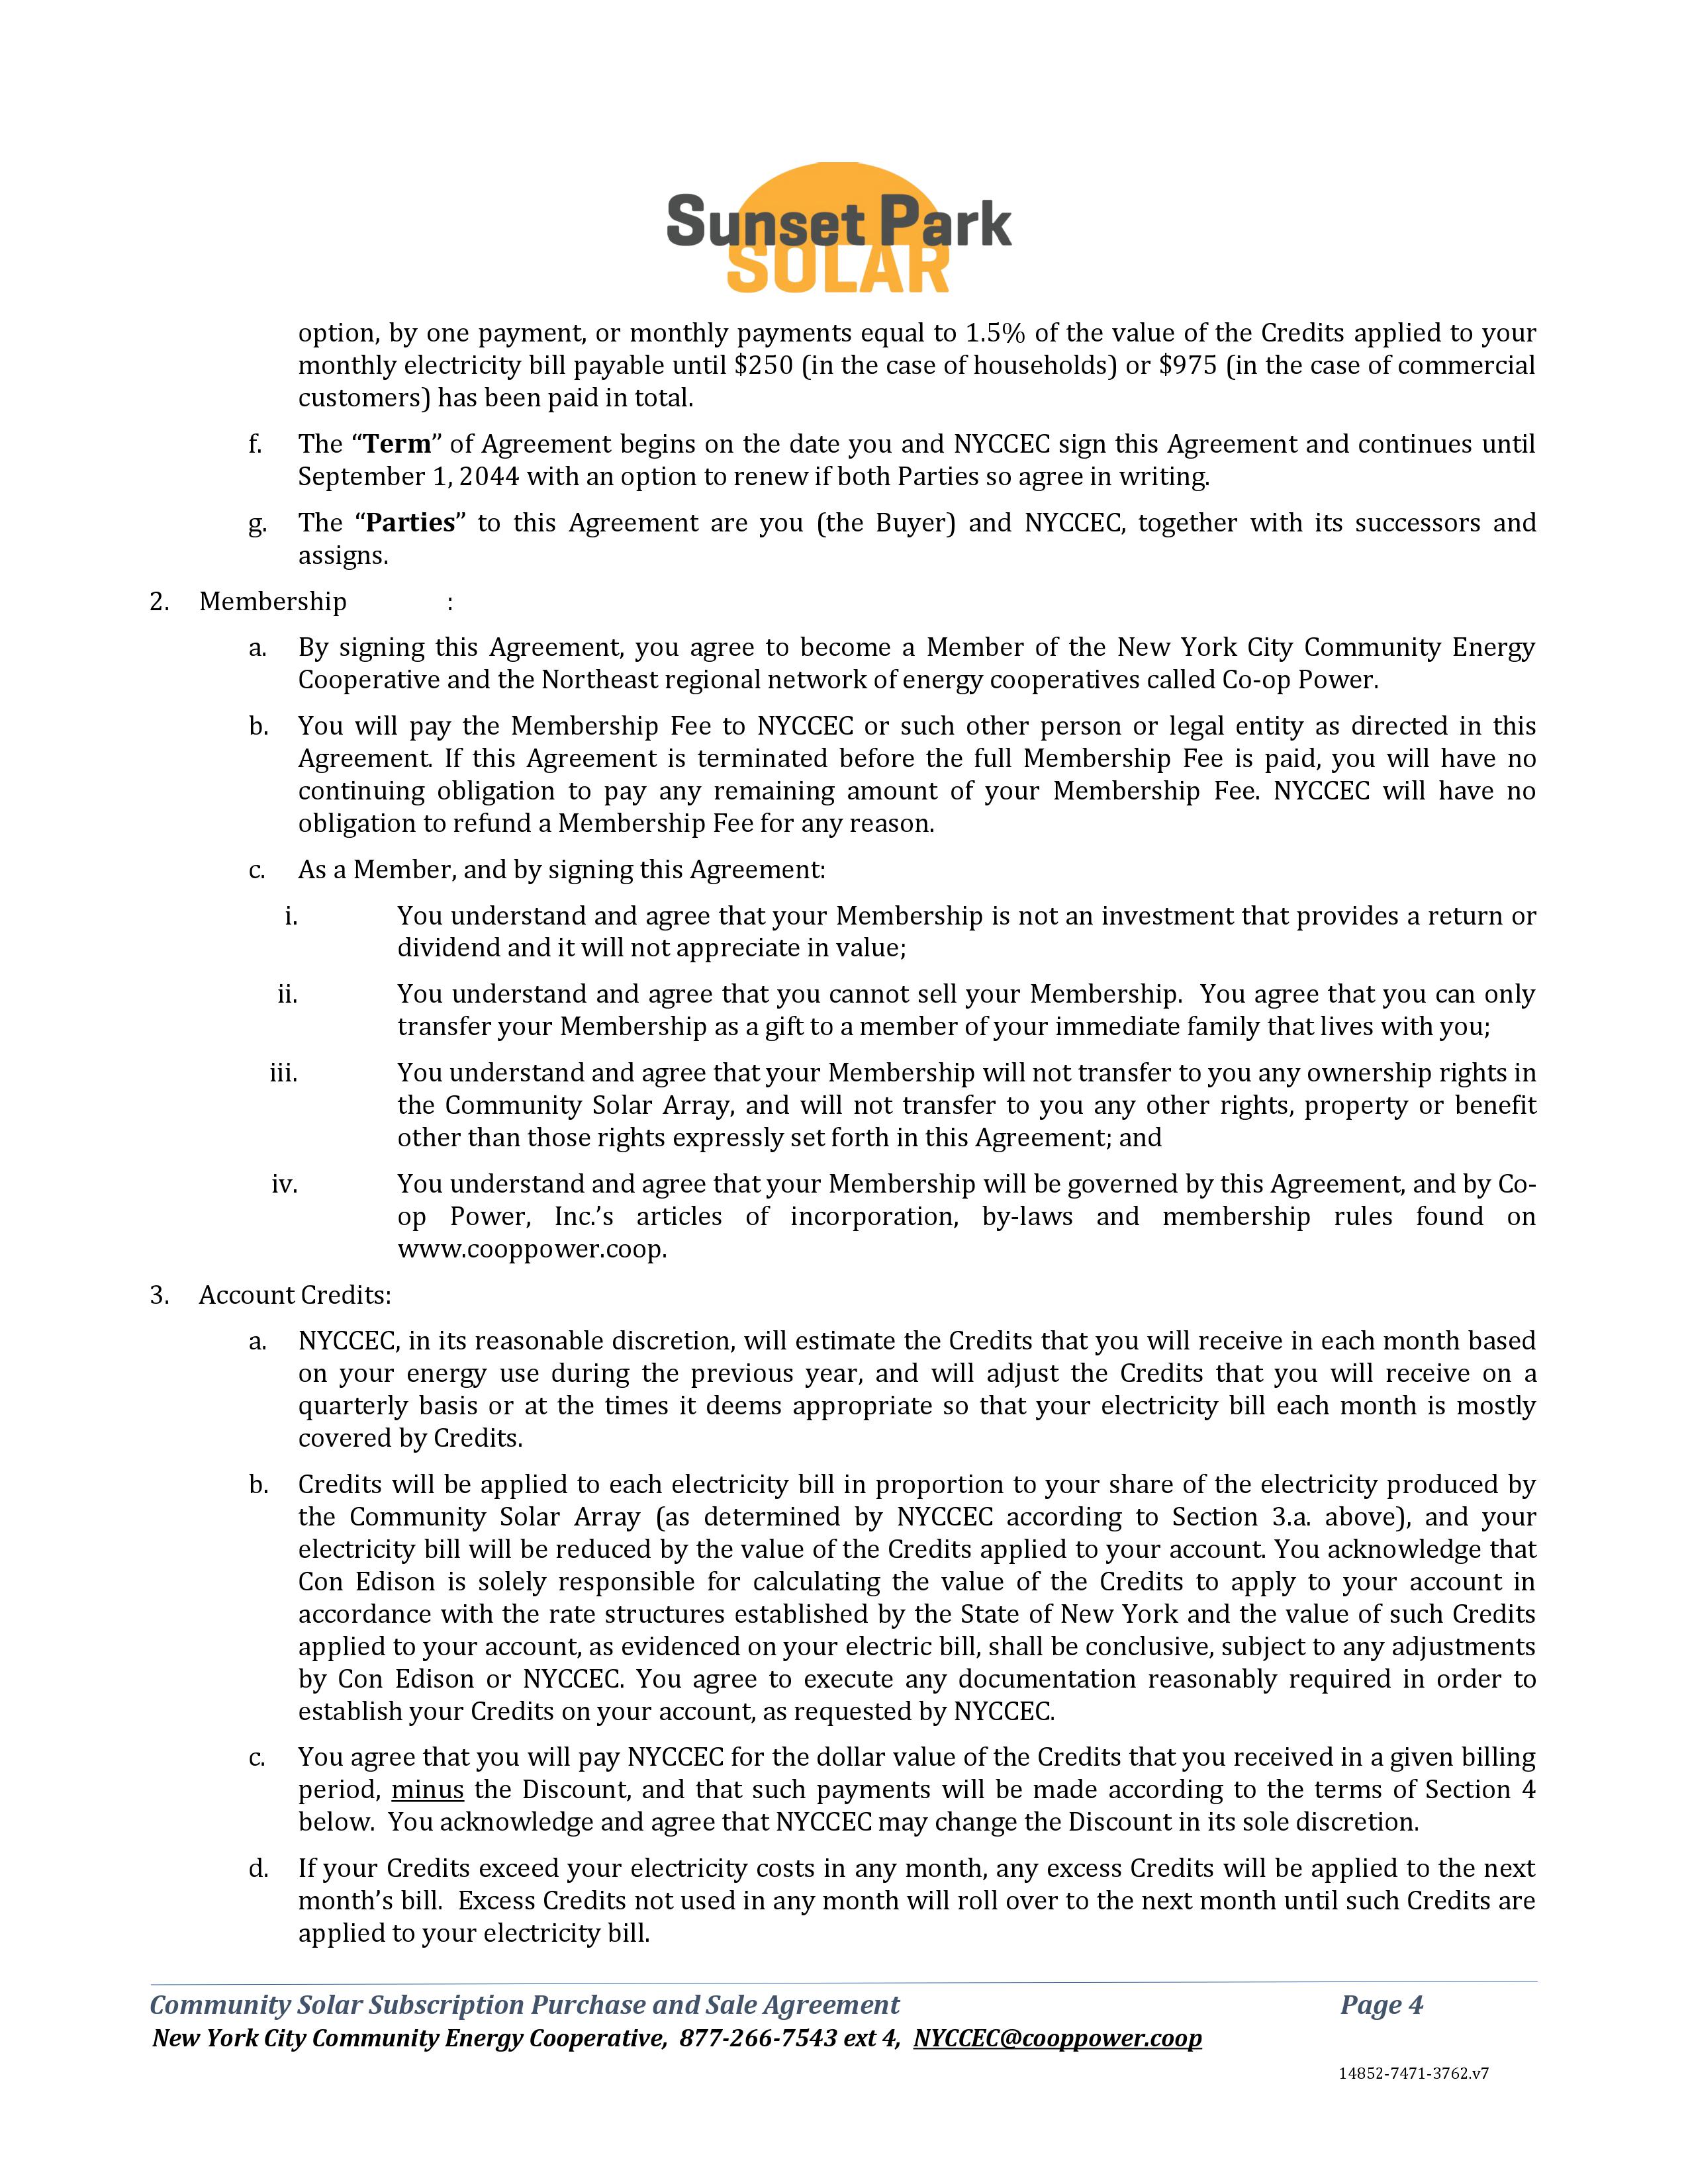 Sunset Park
SOLAR
option, by one payment, or monthly payments equal to 1.5% of the value of the Credits applied to your
monthly electricity bill payable until $250 (in the case of households) or $975 (in the case of commercial
customers) has been paid in total.
f. The “Term” of Agreement begins on the date you and NYCCEC sign this Agreement and continues until
September 1, 2044 with an option to renew if both Parties so agree in writing.
g. The “Parties” to this Agreement are you (the Buyer) and NYCCEC, together with its successors and
assigns.
2. Membership :
a. By signing this Agreement, you agree to become a Member of the New York City Community Energy
Cooperative and the Northeast regional network of energy cooperatives called Co-op Power.
b. You will pay the Membership Fee to NYCCEC or such other person or legal entity as directed in this
Agreement. If this Agreement is terminated before the full Membership Fee is paid, you will have no
continuing obligation to pay any remaining amount of your Membership Fee. NYCCEC will have no
obligation to refund a Membership Fee for any reason.
c. As a Member, and by signing this Agreement:
i. You understand and agree that your Membership is not an investment that provides a return or
dividend and it will not appreciate in value;
ii. You understand and agree that you cannot sell your Membership. You agree that you can only
transfer your Membership as a gift to a member of your immediate family that lives with you;
iii. You understand and agree that your Membership will not transfer to you any ownership rights in
the Community Solar Array, and will not transfer to you any other rights, property or benefit
other than those rights expressly set forth in this Agreement; and
iv. You understand and agree that your Membership will be governed by this Agreement, and by Co-
op Power, Inc.’s articles of incorporation, by-laws and membership rules found on
www.cooppower.coop.
3. Account Credits:
a. NYCCEC, in its reasonable discretion, will estimate the Credits that you will receive in each month based
on your energy use during the previous year, and will adjust the Credits that you will receive on a
quarterly basis or at the times it deems appropriate so that your electricity bill each month is mostly
covered by Credits.
b. Credits will be applied to each electricity bill in proportion to your share of the electricity produced by
the Community Solar Array (as determined by NYCCEC according to Section 3.a. above), and your
electricity bill will be reduced by the value of the Credits applied to your account. You acknowledge that
Con Edison is solely responsible for calculating the value of the Credits to apply to your account in
accordance with the rate structures established by the State of New York and the value of such Credits
applied to your account, as evidenced on your electric bill, shall be conclusive, subject to any adjustments
by Con Edison or NYCCEC. You agree to execute any documentation reasonably required in order to
establish your Credits on your account, as requested by NYCCEC.
c. You agree that you will pay NYCCEC for the dollar value of the Credits that you received in a given billing
period, minus the Discount, and that such payments will be made according to the terms of Section 4
below. You acknowledge and agree that NYCCEC may change the Discount in its sole discretion.
d. If your Credits exceed your electricity costs in any month, any excess Credits will be applied to the next
month’s bill. Excess Credits not used in any month will roll over to the next month until such Credits are
applied to your electricity bill.
Community Solar Subscription Purchase and Sale Agreement Page 4
New York City Community Energy Cooperative, 877-266-7543 ext 4, NYCCEC@cooppower.coop
14852-7471-3762.v7